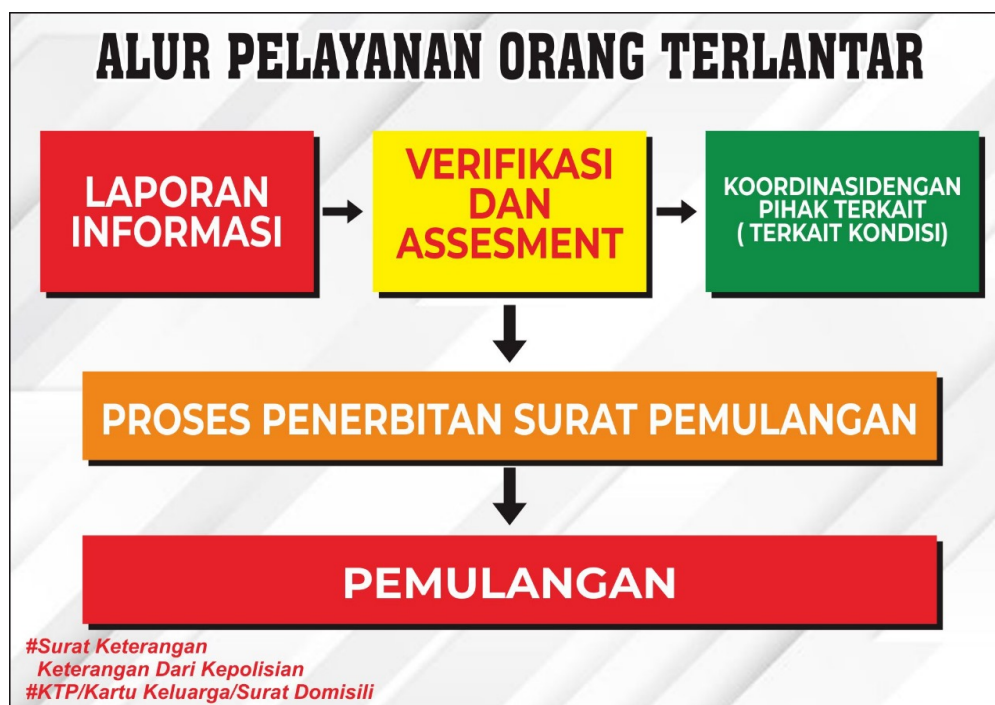 ALUR PELAYANAN ORANG TERLANTAR
LAPORAN
INFORMASI
VERIFIKASI
DAN
ASSESMENT
KOORDINASIDENGAN
PIHAK TERKAIT
( TERKAIT KONDISI)
PROSES PENERBITAN SURAT PEMULANGAN
PEMULANGAN
#Surat Keterangan
Keterangan Dari Kepolisian
#KTP/Kartu Keluarga/Surat Domisili